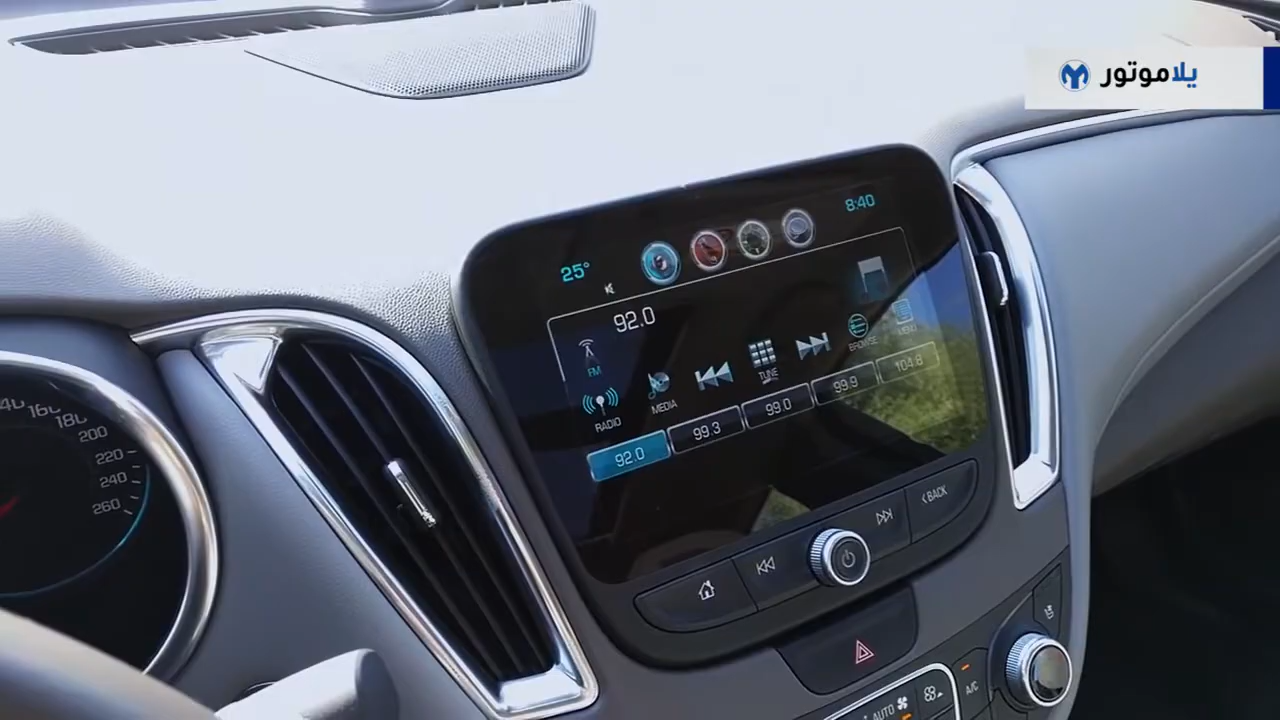 يلاموتور
8:40
25°
92.0
FM
TUNE
BROWSE
MENU
RADIO
MEDIA
92.0
99.3
99.0
99.9
104.8
160
180
200
220
240
260
BACK
A/C
AUTO